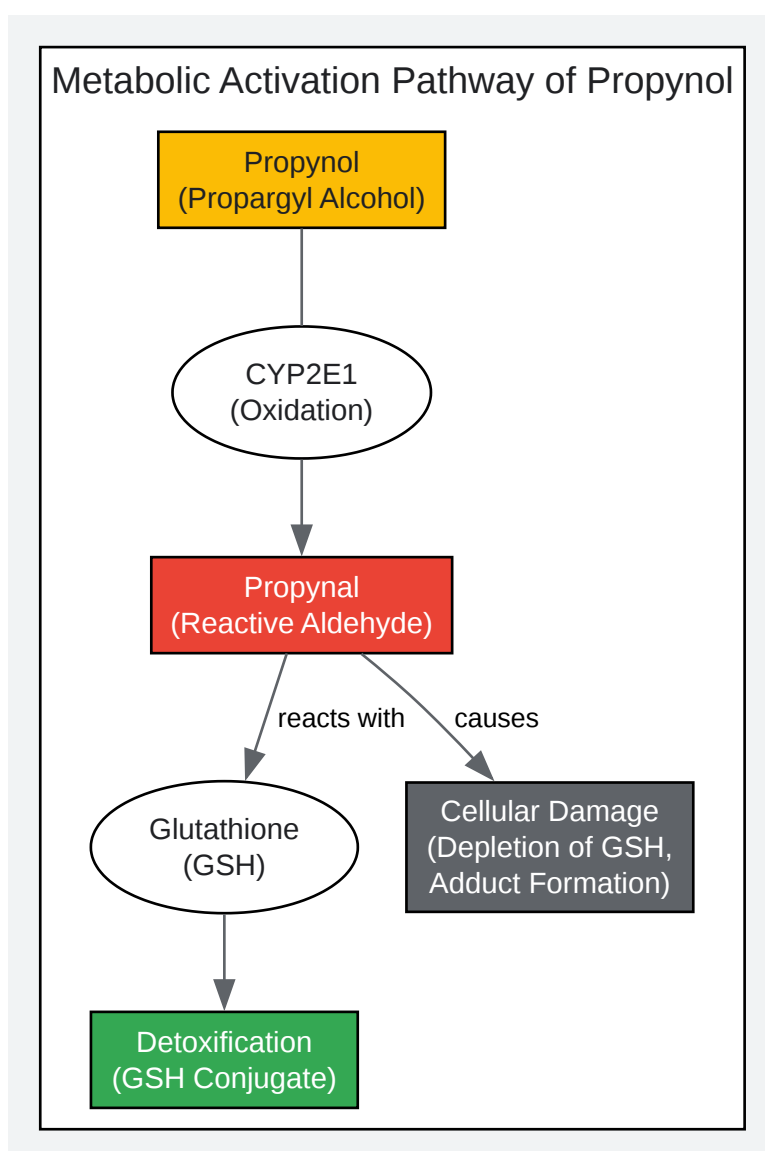 Metabolic Activation Pathway of Propynol
Propynol
(Propargyl Alcohol)
CYP2E1
(Oxidation)
Propynal
(Reactive Aldehyde)
reacts with
causes
Glutathione
(GSH)
Cellular Damage
(Depletion of GSH,
Adduct Formation)
Detoxification
(GSH Conjugate)